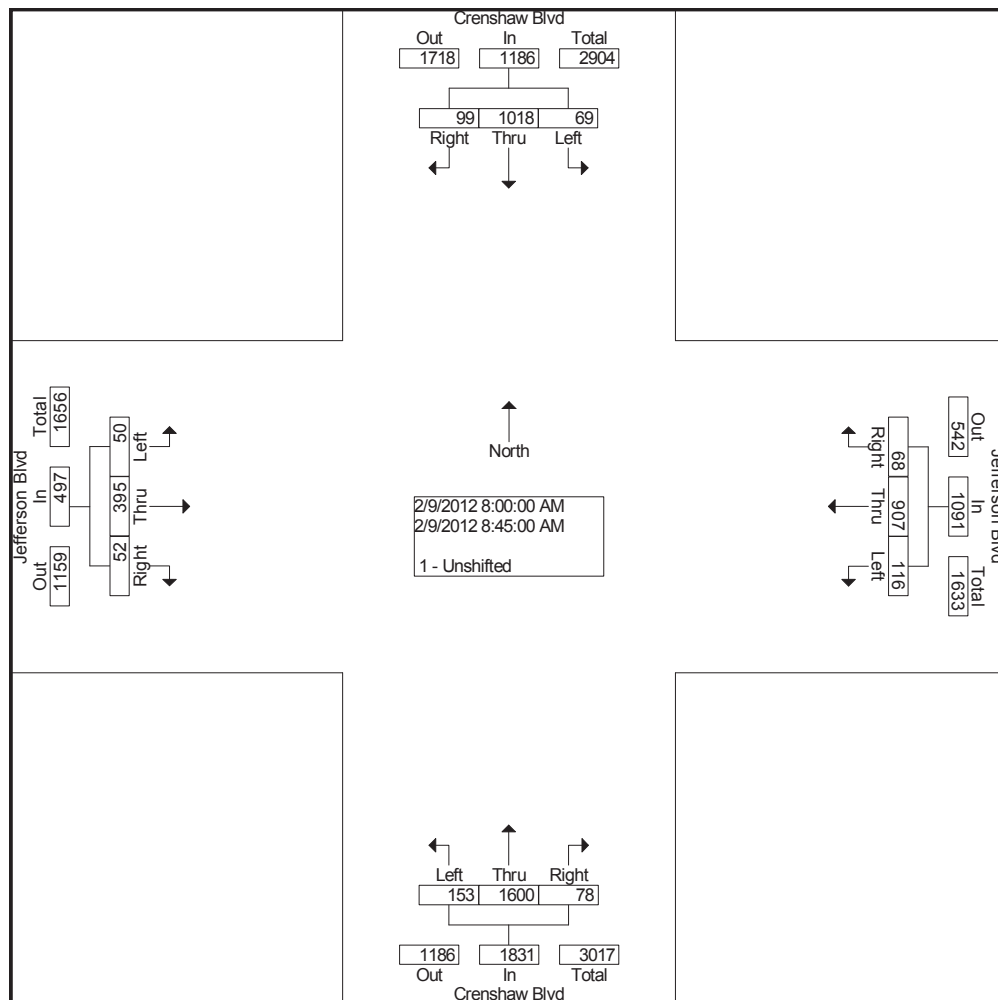 Crenshaw Blvd
Out In Total
1718 1186 2904
99 1018 69
Right Thru Left
Jefferson Blvd
Total In Out
1656 497 1159
50 395 52
Left Thru Right
North
2/9/2012 8:00:00 AM
2/9/2012 8:45:00 AM
1 - Unshifted
Right Thru Left
68 907 116
Out In Total
542 1091 1633
Jefferson Blvd
Left Thru Right
153 1600 78
1186 1831 3017
Out In Total
Crenshaw Blvd